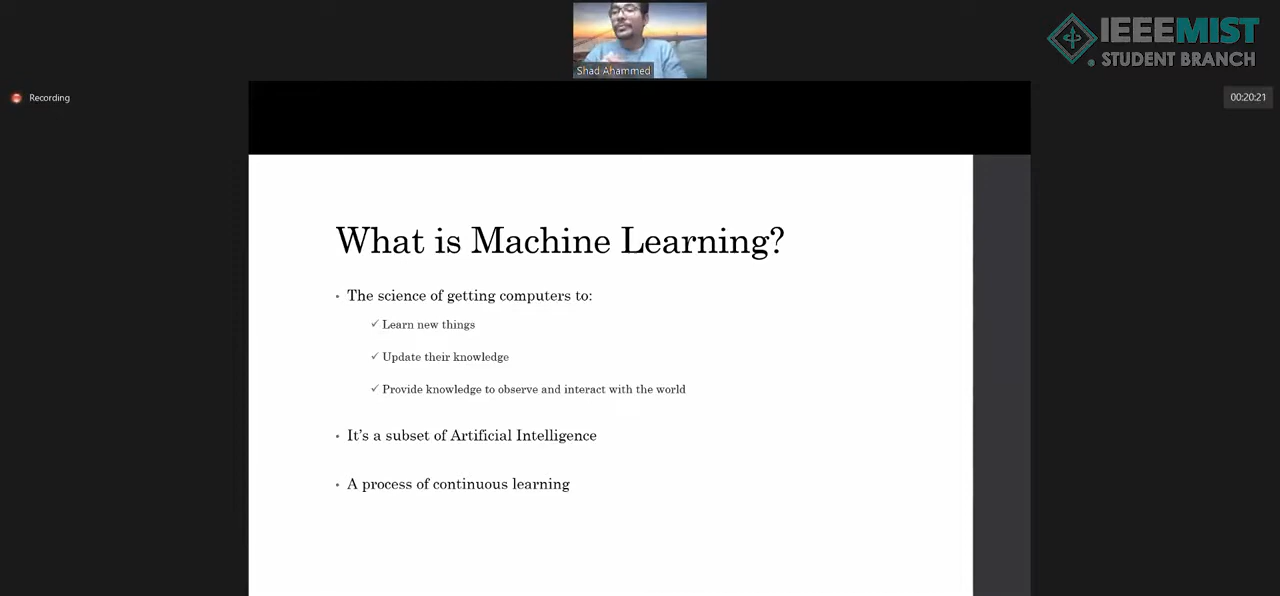 Shad Ahammed
IEEEMIST
STUDENT BRANCH
Recording
00:20:21
What is Machine Learning?
• The science of getting computers to:
✓ Learn new things
✓ Update their knowledge
✓ Provide knowledge to observe and interact with the world
• It's a subset of Artificial Intelligence
• A process of continuous learning